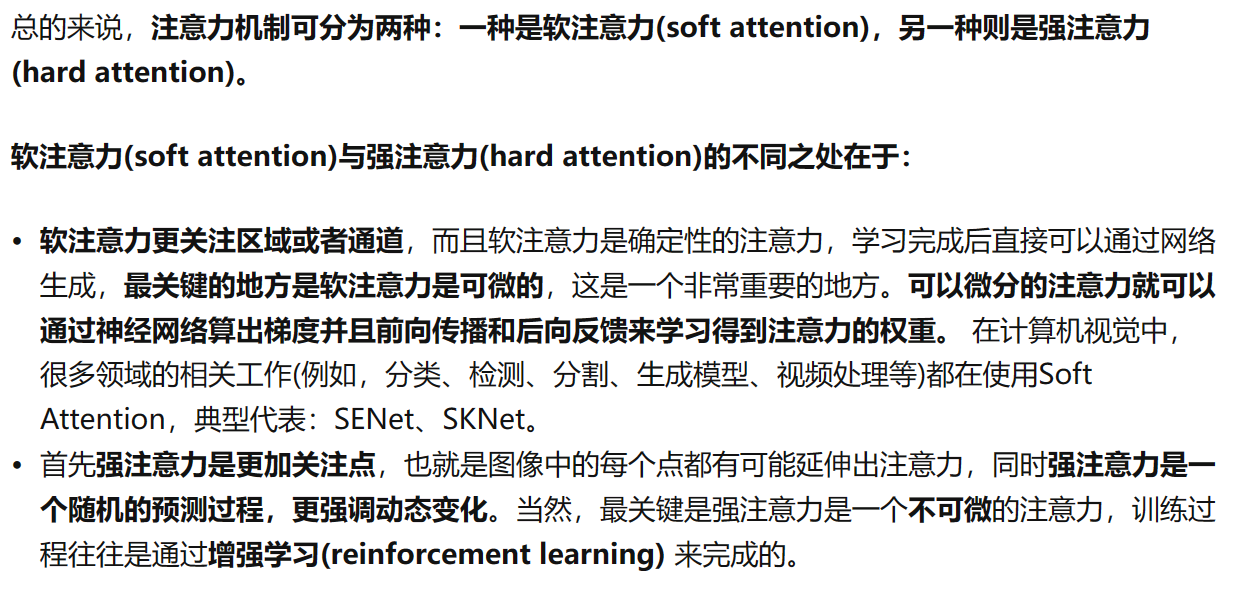 总的来说，注意力机制可分为两种：一种是软注意力(soft attention)，另一种则是强注意力
(hard attention)。
软注意力(soft attention)与强注意力(hard attention)的不同之处在于：
• 软注意力更关注区域或者通道，而且软注意力是确定性的注意力，学习完成后直接可以通过网络
生成，最关键的地方是软注意力是可微的，这是一个非常重要的地方。可以微分的注意力就可以
通过神经网络算出梯度并且前向传播和后向反馈来学习得到注意力的权重。 在计算机视觉中，
很多领域的相关工作(例如，分类、检测、分割、生成模型、视频处理等)都在使用Soft
Attention，典型代表：SENet、SKNet。
• 首先强注意力是更加关注点，也就是图像中的每个点都有可能延伸出注意力，同时强注意力是一
个随机的预测过程，更强调动态变化。当然，最关键是强注意力是一个不可微的注意力，训练过
程往往是通过增强学习(reinforcement learning) 来完成的。